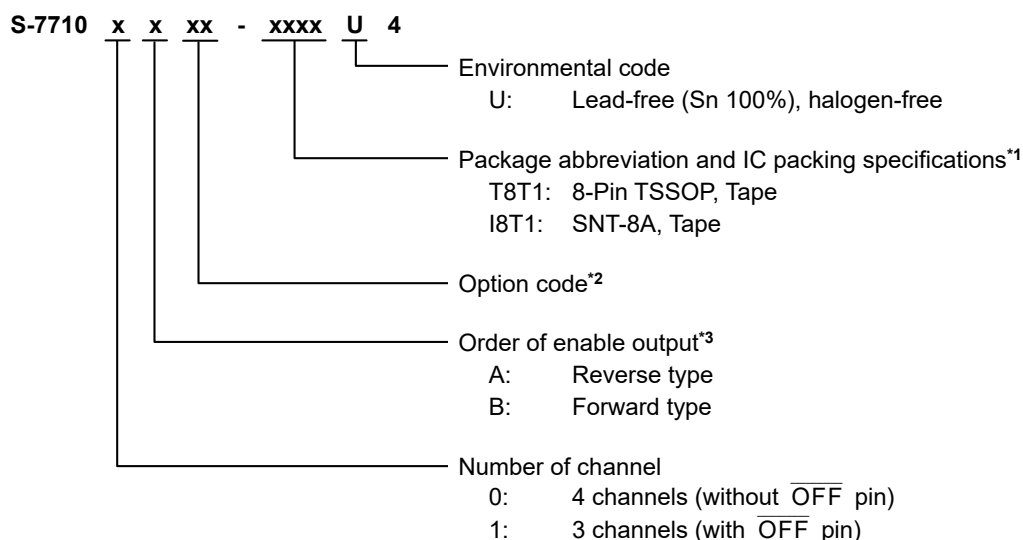 S-7710 x x xx - xxxx U 4
Environmental code
U: Lead-free (Sn 100%), halogen-free
Package abbreviation and IC packing specifications*1
T8T1: 8-Pin TSSOP, Tape
I8T1: SNT-8A, Tape
Option code*2
Order of enable output*3
A: Reverse type
B: Forward type
Number of channel
0: 4 channels (without OFF pin)
1: 3 channels (with OFF pin)